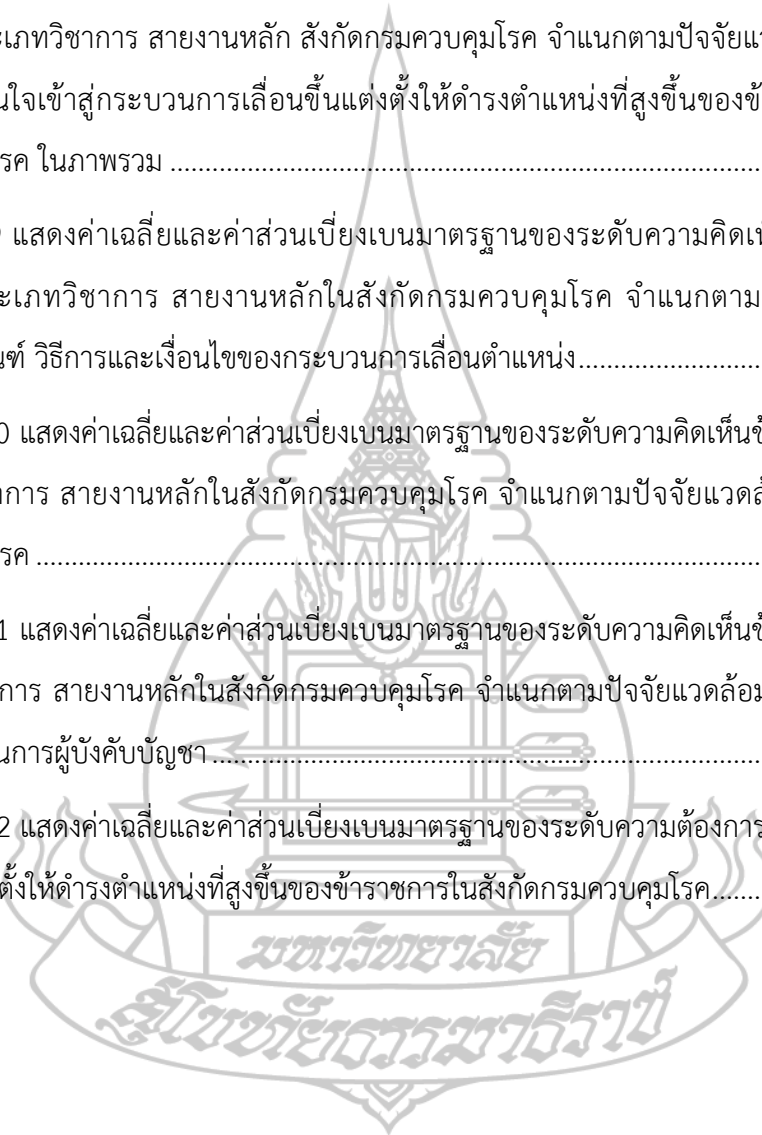 ะเภทวิชาการ สายงานหลัก สังกัดกรมควบคุมโรค จำแนกตามปัจจัยแ
นใจเข้าสู่กระบวนการเลื่อนขึ้นแต่งตั้งให้ดำรงตำแหน่งที่สูงขึ้นของข้
รค ในภาพรวม ................................................................
แสดงค่าเฉลี่ยและค่าส่วนเบี่ยงเบนมาตรฐานของระดับความคิดเห็
ะเภทวิชาการ สายงานหลักในสังกัดกรมควบคุมโรค จำแนกตาม
ณฑ์ วิธีการและเงื่อนไขของกระบวนการเลื่อนตำแหน่ง..........................
0 แสดงค่าเฉลี่ยและค่าส่วนเบี่ยงเบนมาตรฐานของระดับความคิดเห็นข้
าการ สายงานหลักในสังกัดกรมควบคุมโรค จำแนกตามปัจจัยแวดล้
รค ................................................................
1 แสดงค่าเฉลี่ยและค่าส่วนเบี่ยงเบนมาตรฐานของระดับความคิดเห็นข้
การ สายงานหลักในสังกัดกรมควบคุมโรค จำแนกตามปัจจัยแวดล้อม
นการผู้บังคับบัญชา ................................................................
2 แสดงค่าเฉลี่ยและค่าส่วนเบี่ยงเบนมาตรฐานของระดับความต้องการ
ตั้งให้ดำรงตำแหน่งที่สูงขึ้นของข้าราชการในสังกัดกรมควบคุมโรค.......
มหาวิทยาลัย
สุโขทัยธรรมาธิราช